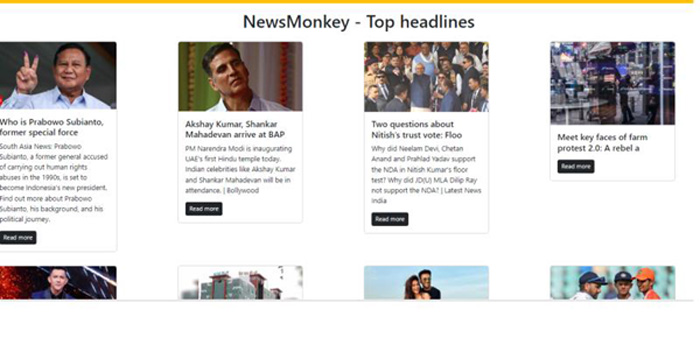 NewsMonkey - Top headlines
Who is Prabowo Subianto,
former special force
South Asia News: Prabowo
Subianto, a former general accused
of carrying out human rights
abuses in the 1990s, is set to
become Indonesia's new president.
Find out more about Prabowo
Subianto, his background, and his
political journey.
Read more
Akshay Kumar, Shankar
Mahadevan arrive at BAP
PM Narendra Modi is inaugurating
UAE's first Hindu temple today.
Indian celebrities like Akshay Kumar
and Shankar Mahadevan will be in
attendance. | Bollywood
Read more
Two questions about
Nitish's trust vote: Floo
Why did Neelam Devi, Chetan
Anand and Prahlad Yadav support
the NDA in Nitish Kumar's floor
test? Why did JD(U) MLA Dilip Ray
not support the NDA? | Latest News
India
Read more
Meet key faces of farm
protest 2.0: A rebel a
Read more